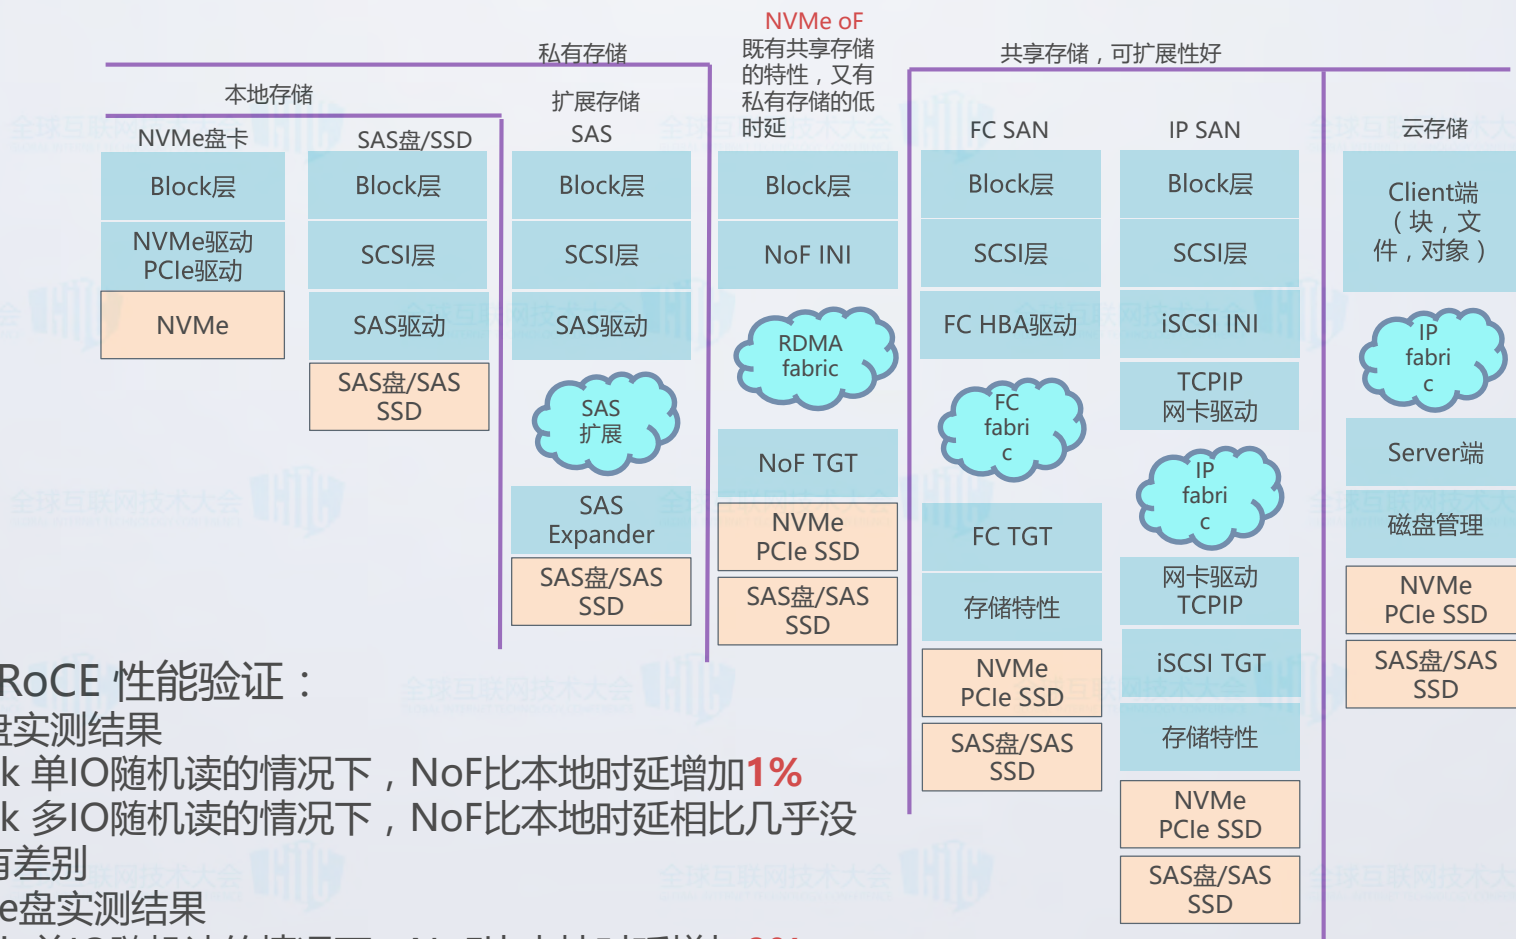 NVMe oF
既有共享存储
的特性，又有
私有存储的低
时延
私有存储
共享存储，可扩展性好
本地存储
扩展存储
NVMe盘卡
Block层
NVMe驱动
PCIe驱动
NVMe
SAS盘/SSD
Block层
SCSI层
SAS驱动
SAS盘/SAS
SSD
SAS
Block层
SCSI层
SAS驱动
SAS
扩展
SAS
Expander
SAS盘/SAS
SSD
Block层
NoF INI
RDMA
fabric
NoF TGT
NVMe
PCIe SSD
SAS盘/SAS
SSD
FC SAN
Block层
SCSI层
FC HBA驱动
FC
fabri
c
FC TGT
存储特性
NVMe
PCIe SSD
SAS盘/SAS
SSD
IP SAN
Block层
SCSI层
iSCSI INI
TCPIP
网卡驱动
IP
fabri
c
网卡驱动
TCPIP
iSCSI TGT
存储特性
NVMe
PCIe SSD
SAS盘/SAS
SSD
云存储
Client端
（块，文
件，对象）
IP
fabri
c
Server端
磁盘管理
NVMe
PCIe SSD
SAS盘/SAS
SSD
RoCE 性能验证：
盘实测结果
k 单IO随机读的情况下，NoF比本地时延增加1%
k 多IO随机读的情况下，NoF比本地时延相比几乎没
有差别
e盘实测结果
全球互联网技术大会